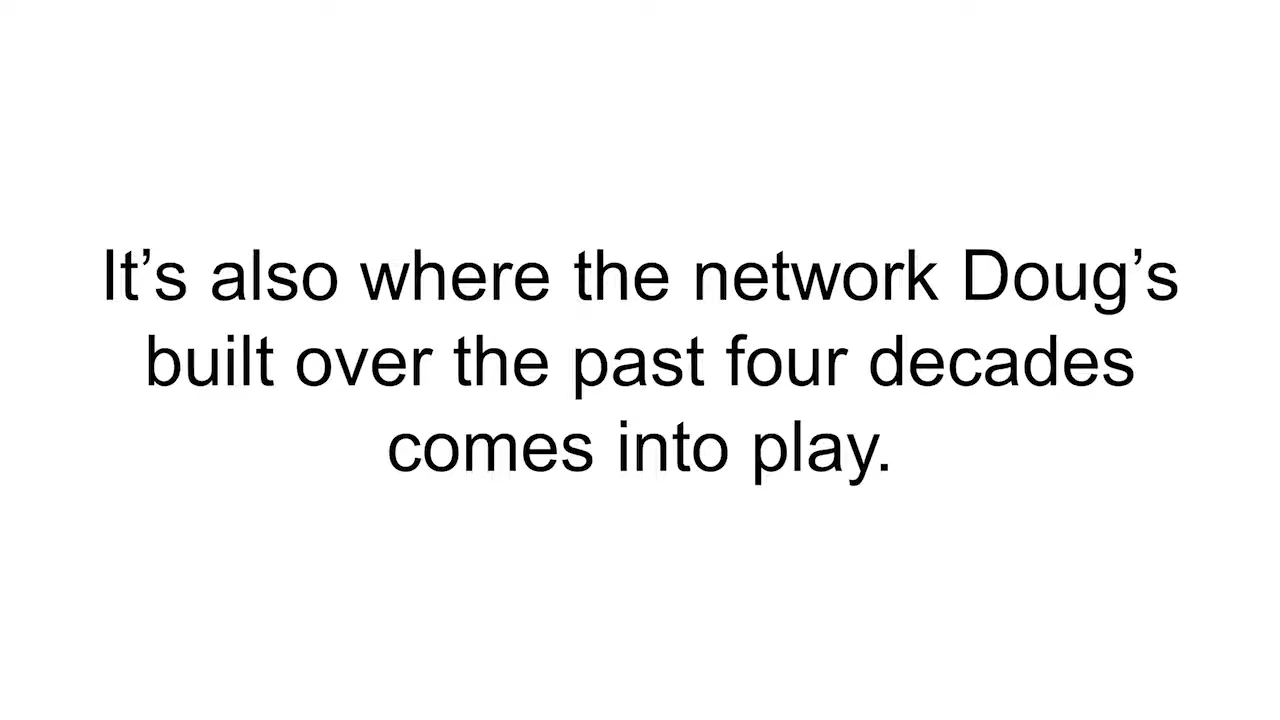 It’s also where the network Doug’s
built over the past four decades
comes into play.